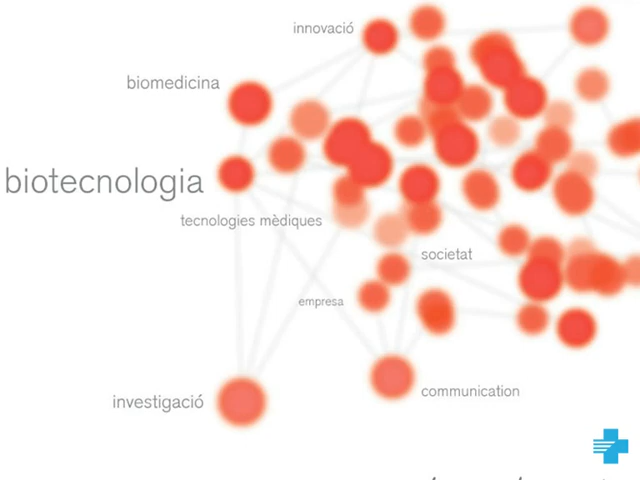 innovació
biomedicina
biotecnologia
tecnologies mèdiques
societat
empresa
communication
investigació